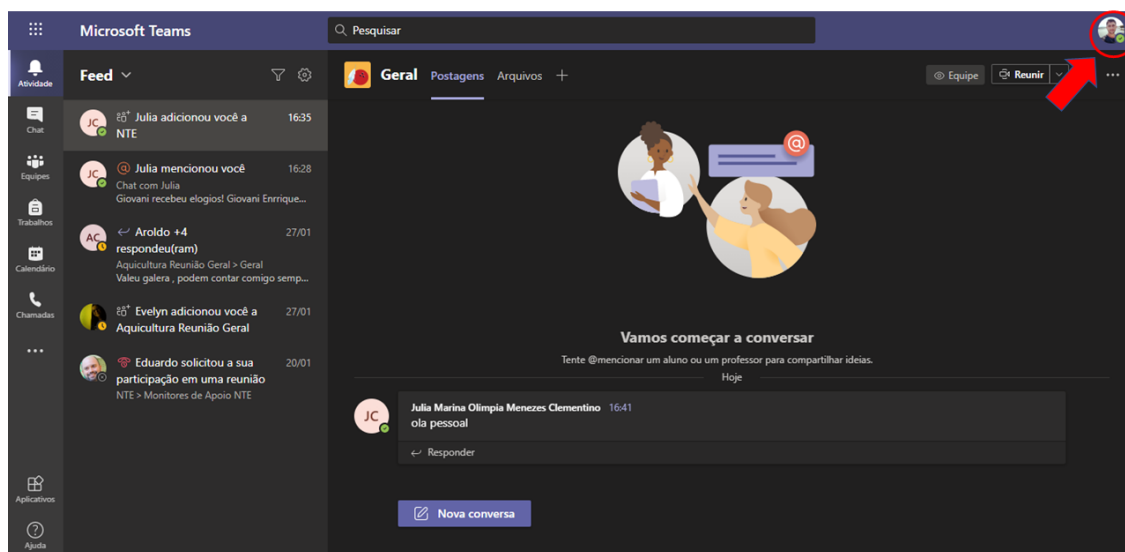 Microsoft Teams
Pesquisar
Atividade
Chat
Equipes
Trabalhos
Calendário
Chamadas
Aplicativos
Ajuda
Feed
JC
Julia adicionou você a
16:35
NTE
JC
@ Julia mencionou você
16:28
Chat com Julia
Giovani recebeu elogios! Giovani Enrrique...
AC
Aroldo +4
27/01
respondeu(ram)
Aquicultura Reunião Geral > Geral
Valeu galera , podem contar comigo semp...
Evelyn adicionou você a
27/01
Aquicultura Reunião Geral
Eduardo solicitou a sua
20/01
participação em uma reunião
NTE > Monitores de Apoio NTE
Geral Postagens Arquivos +
Equipe
Reunir
@
Vamos começar a conversar
Tente @mencionar um aluno ou um professor para compartilhar ideias.
Hoje
JC
Julia Marina Olimpia Menezes Clementino 16:41
ola pessoal
Responder
Nova conversa